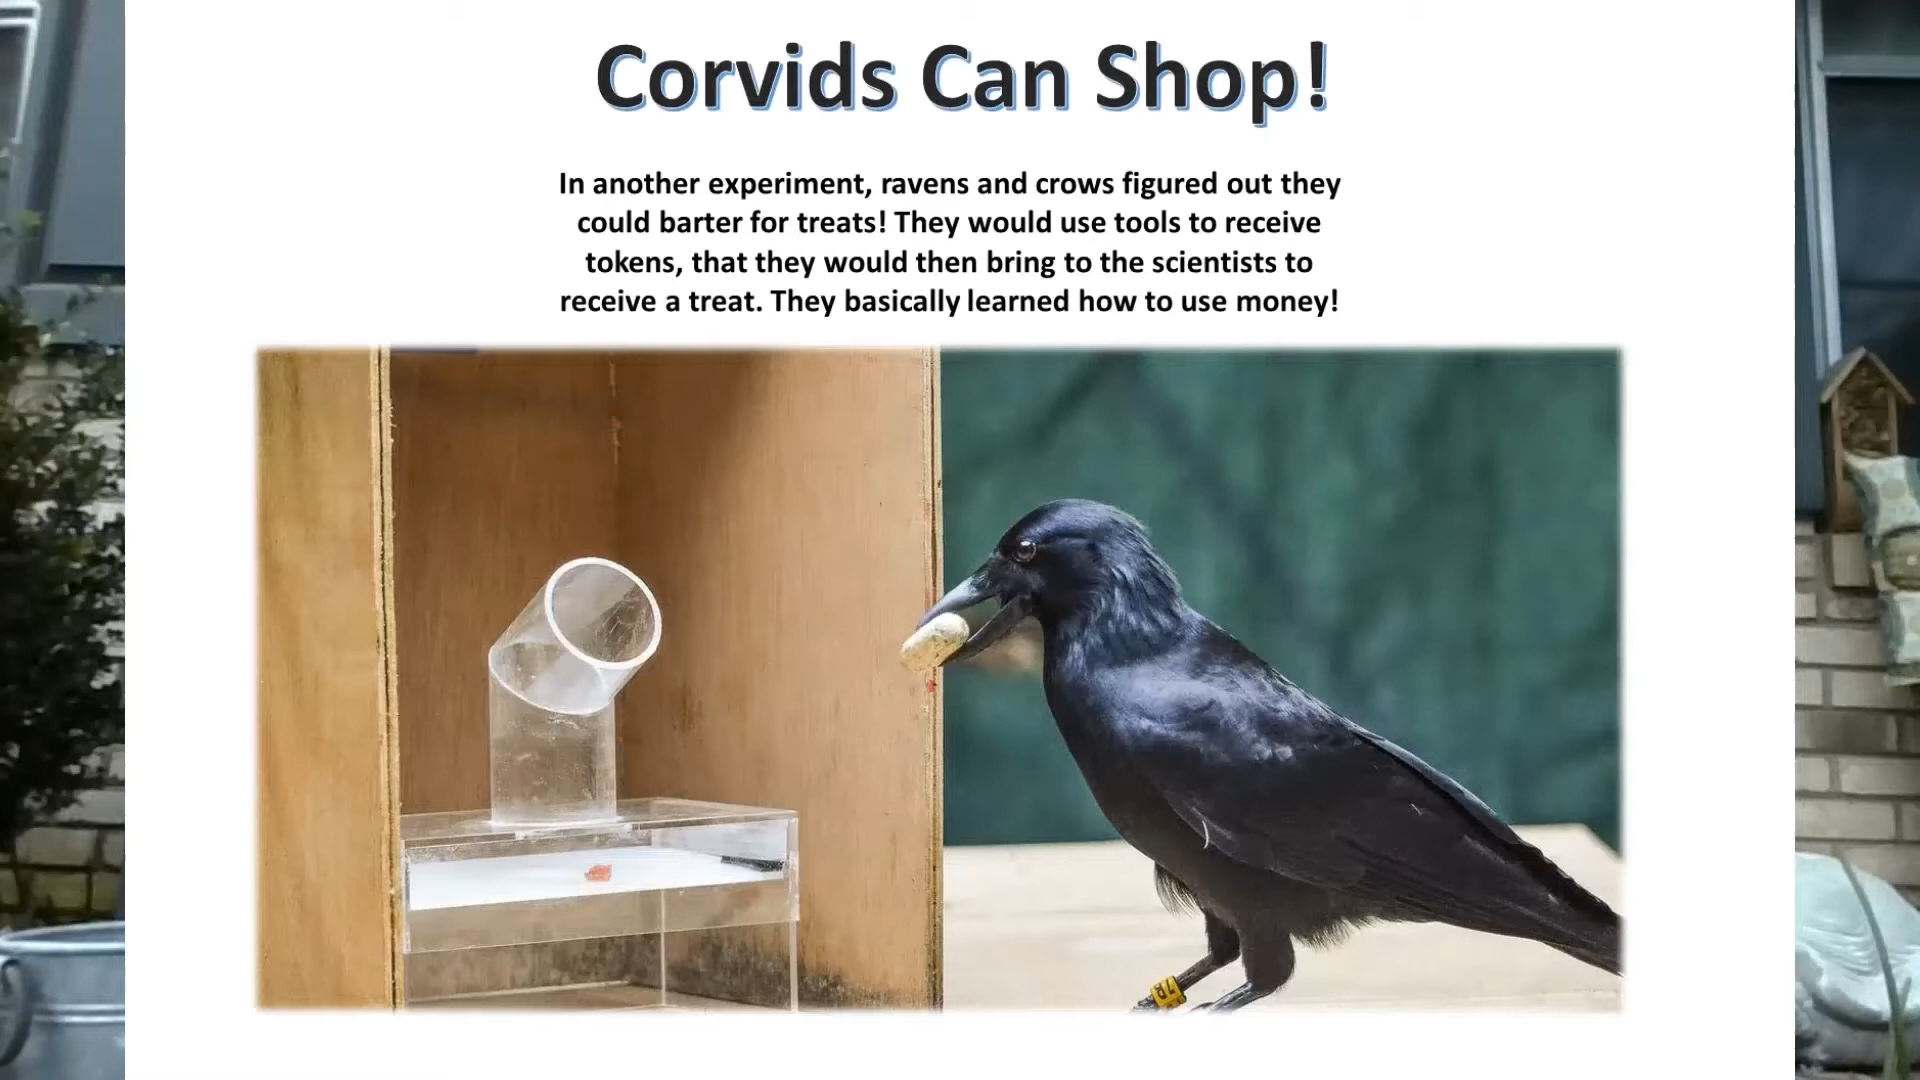 Corvids Can Shop!
In another experiment, ravens and crows figured out they
could barter for treats! They would use tools to receive
tokens, that they would then bring to the scientists to
receive a treat. They basically learned how to use money!